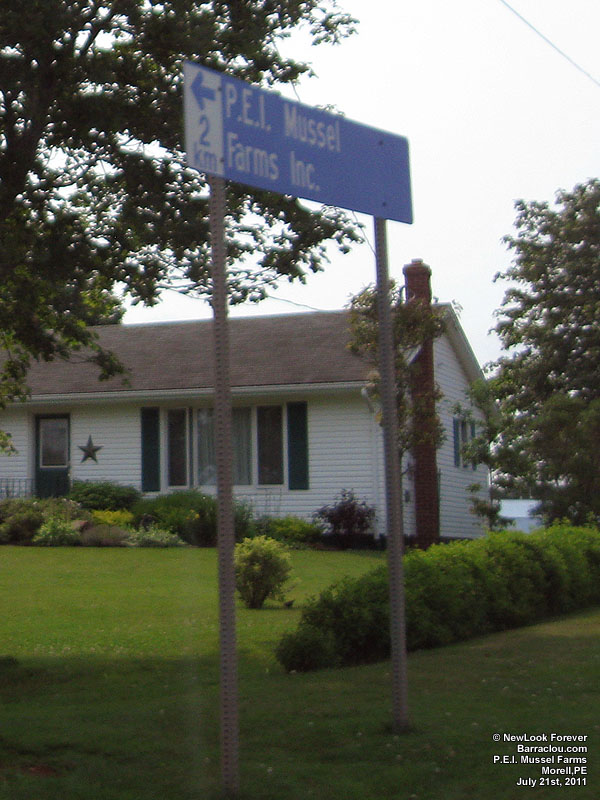 P.E.I. Mussel
Farms Inc.
2
km
© NewLook Forever
Barraclou.com
P.E.I. Mussel Farms
Morell,PE
July 21st, 2011